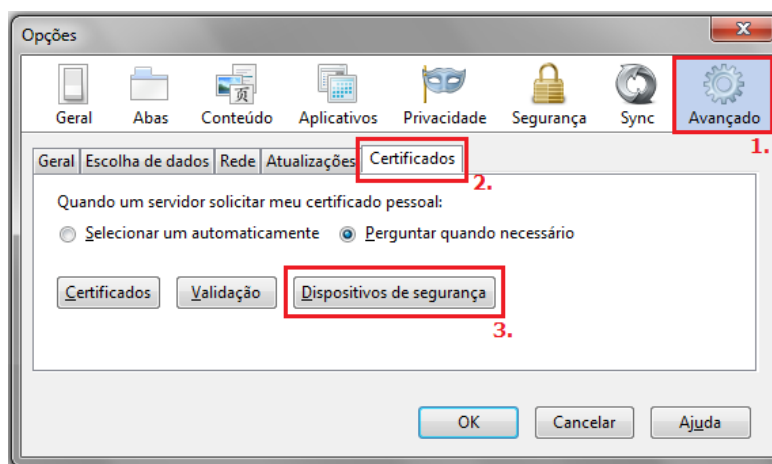 Opções
x
Geral Abas Conteúdo Aplicativos Privacidade Segurança Sync Avançado
1.
Geral Escolha de dados Rede Atualizações Certificados
2.
Quando um servidor solicitar meu certificado pessoal:
Selecionar um automaticamente Perguntar quando necessário
Certificados Validação Dispositivos de segurança
3.
OK Cancelar Ajuda